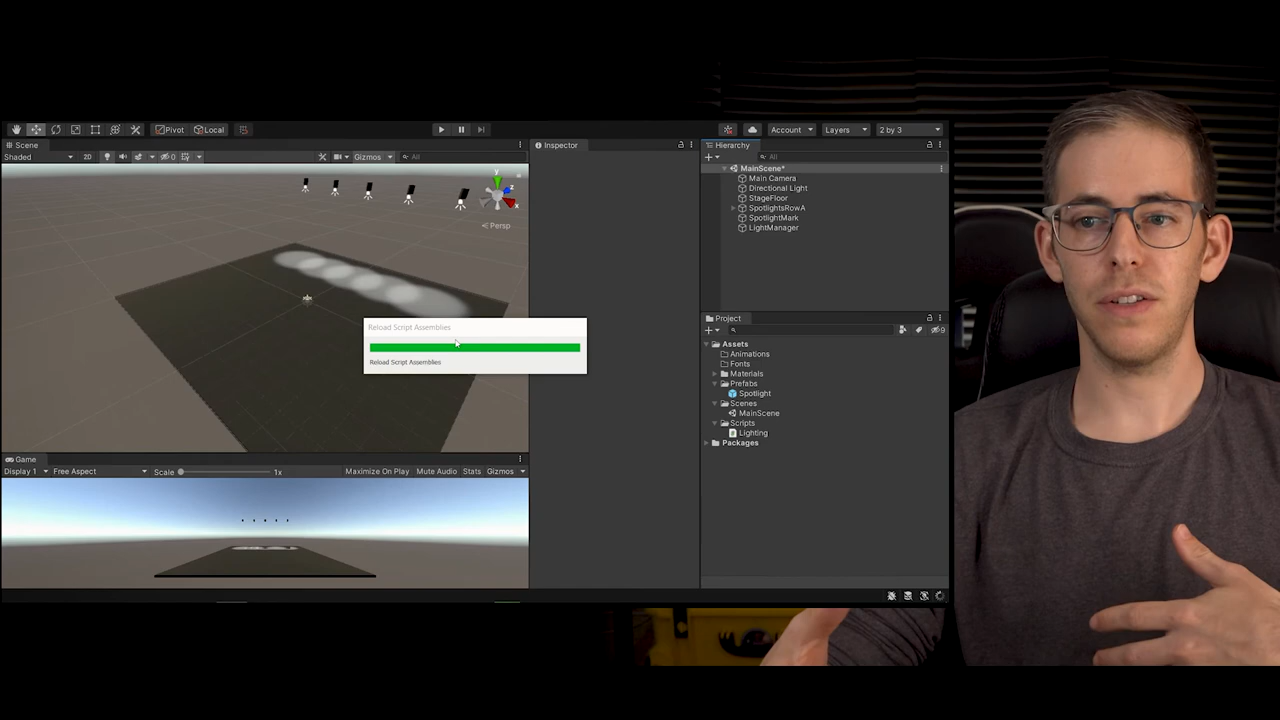 Pivot Local Account Layers 2 by 3
Scene Inspector Hierarchy
Shaded 2D 0 Gizmos All All
MainScene*
Main Camera
Directional Light
StageFloor
SpotlightsRowA
SpotlightMark
LightManager
y
z
x
Persp
Reload Script Assemblies
Reload Script Assemblies
Project
9
Assets
Animations
Fonts
Materials
Prefabs
Spotlight
Scenes
MainScene
Scripts
Lighting
Packages
Game
Display 1 Free Aspect Scale 1x Maximize On Play Mute Audio Stats Gizmos